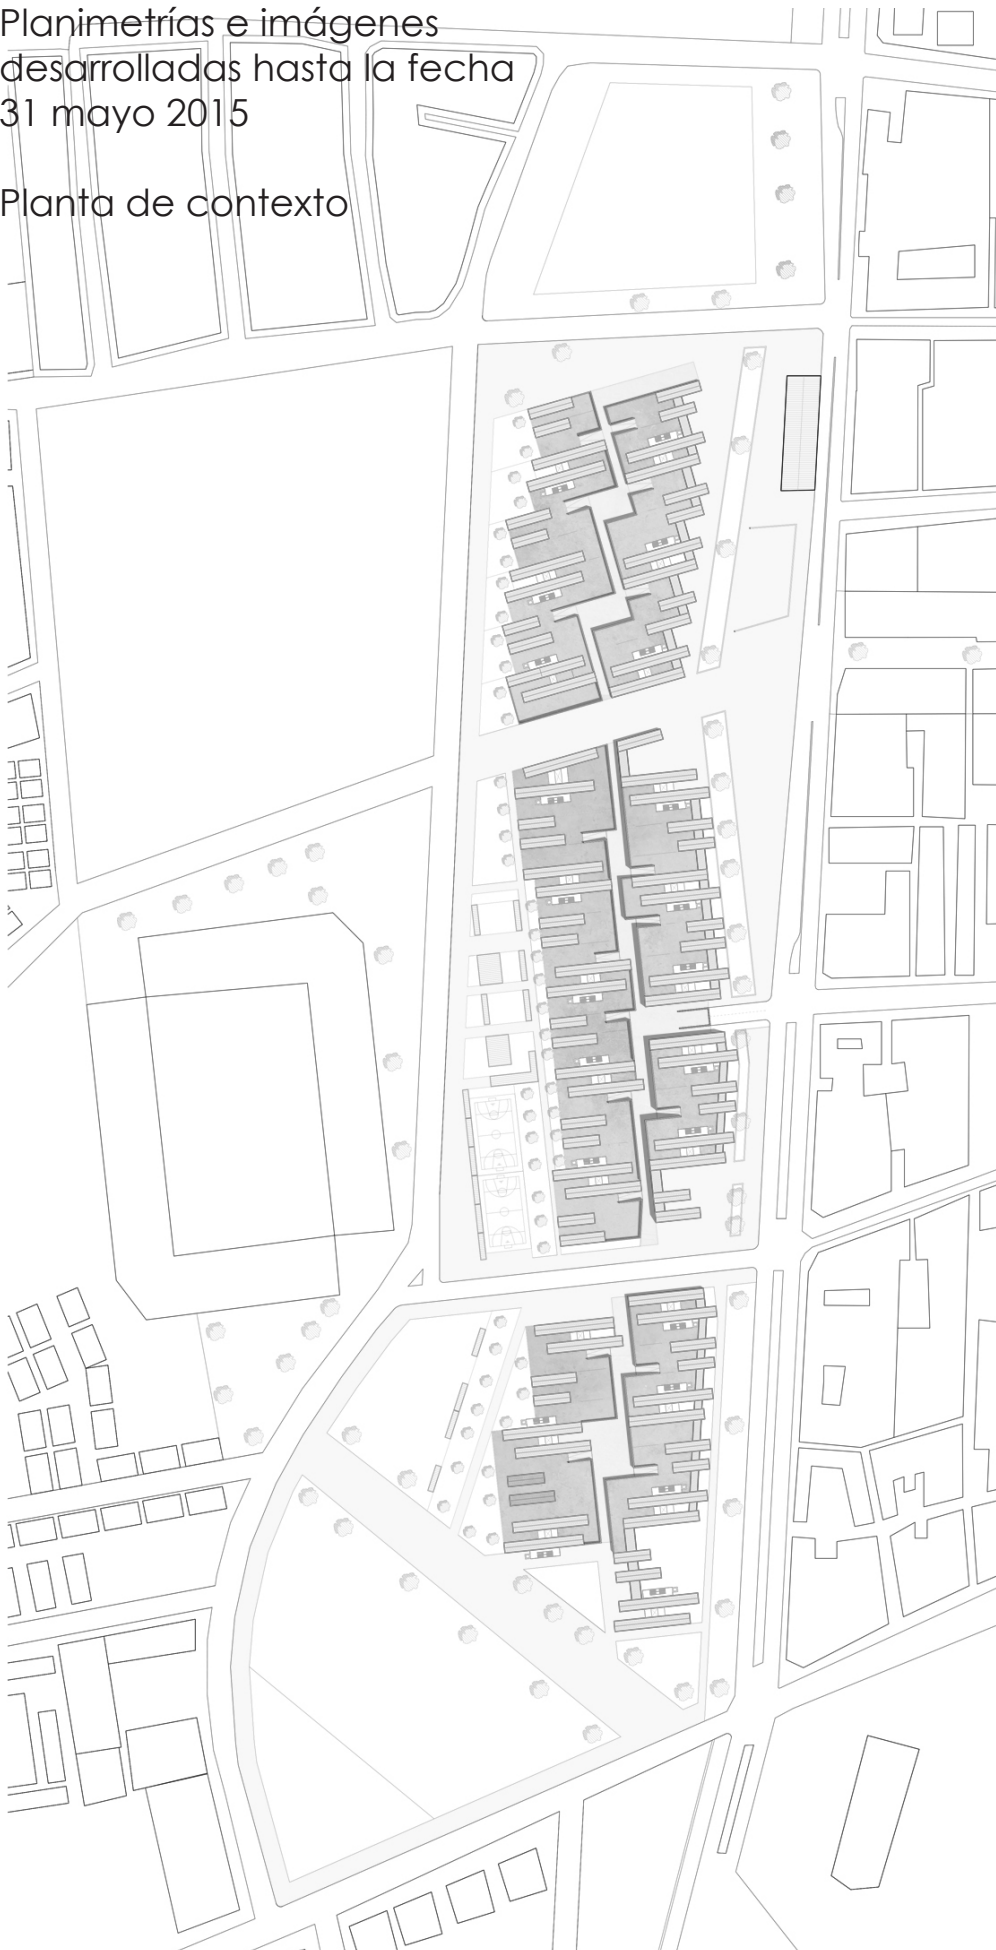 Planimetrías e imágenes
desarrolladas hasta la fecha
31 mayo 2015
Planta de contexto